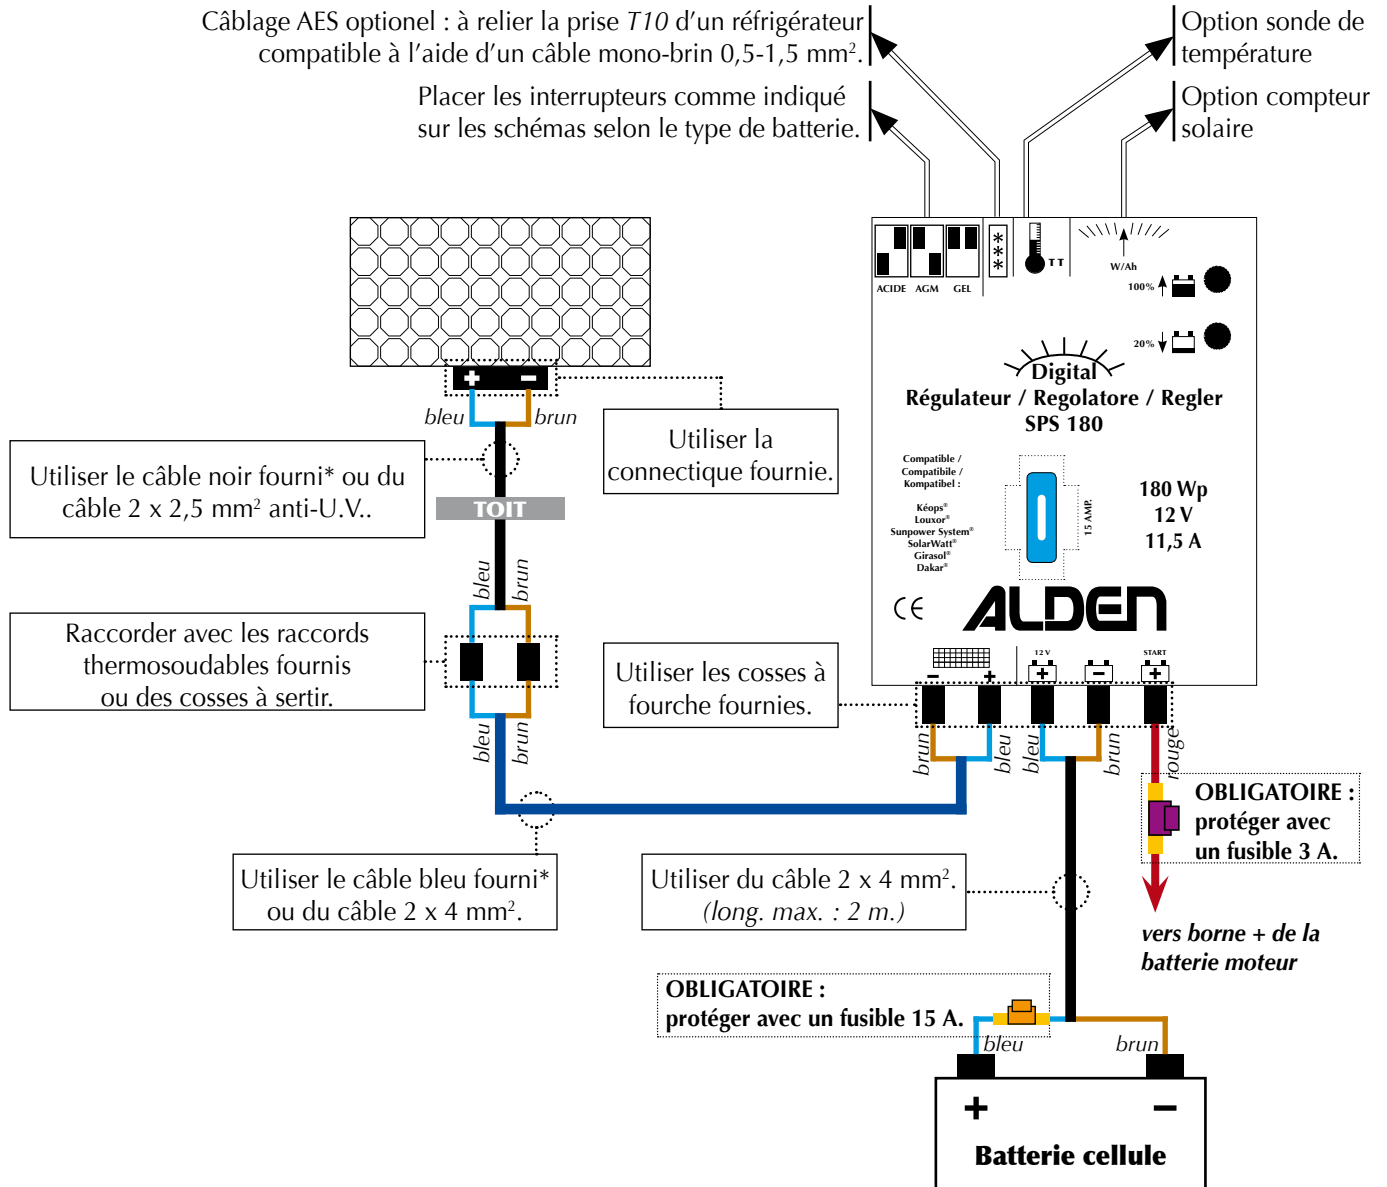 Câblage AES optionel : à relier la prise T10 d'un réfrigérateur
compatible à l'aide d'un câble mono-brin 0,5-1,5 mm².
Placer les interrupteurs comme indiqué
sur les schémas selon le type de batterie.
Option sonde de
température
Option compteur
solaire
ACIDE AGM GEL
***
TT
W/Ah
100%
20%
Digital
Régulateur / Regolatore / Regler
SPS 180
Compatible /
Compatibile /
Kompatibel :
Kéops®
Louxor®
Sunpower System®
SolarWatt®
Girasol®
Dakar®
15 AMP.
180 Wp
12 V
11,5 A
CE
ALDEN
12 V
START
- + + - +
+ -
bleu brun
Utiliser la
connectique fournie.
Utiliser le câble noir fourni* ou du
câble 2 x 2,5 mm² anti-U.V..
TOIT
bleu brun
Raccorder avec les raccords
thermosoudables fournis
ou des cosses à sertir.
Utiliser les cosses à
fourche fournies.
bleu brun
brun bleu bleu brun rouge
OBLIGATOIRE :
protéger avec
un fusible 3 A.
Utiliser le câble bleu fourni*
ou du câble 2 x 4 mm².
Utiliser du câble 2 x 4 mm².
(long. max. : 2 m.)
vers borne + de la
batterie moteur
OBLIGATOIRE :
protéger avec un fusible 15 A.
bleu brun
+ -
Batterie cellule